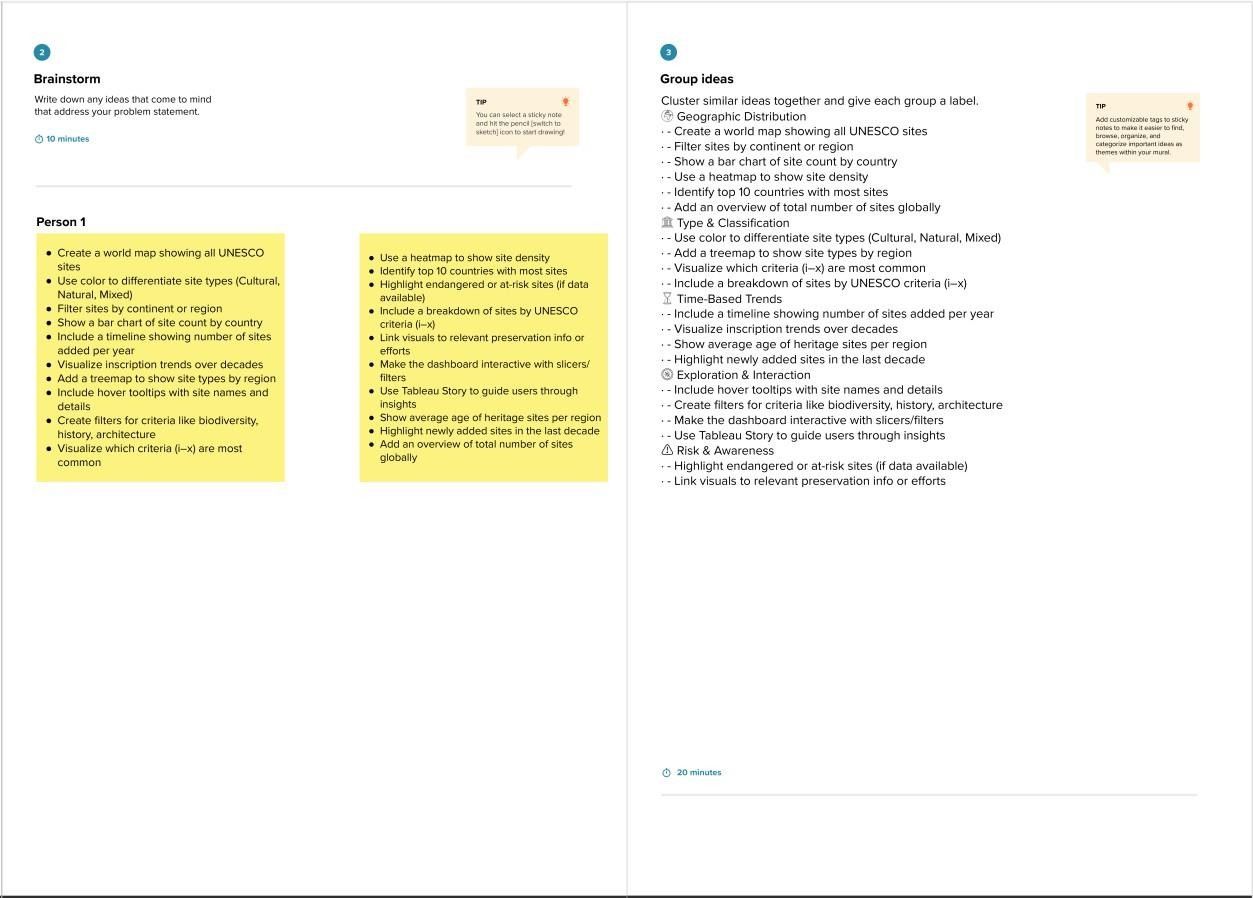 2
Brainstorm
Write down any ideas that come to mind
that address your problem statement.
10 minutes
TIP
You can select a sticky note
and hit the pencil [switch to
sketch] icon to start drawing!
Person 1
● Create a world map showing all UNESCO
sites
● Use color to differentiate site types (Cultural,
Natural, Mixed)
● Filter sites by continent or region
● Show a bar chart of site count by country
● Include a timeline showing number of sites
added per year
● Visualize inscription trends over decades
● Add a treemap to show site types by region
● Include hover tooltips with site names and
details
● Create filters for criteria like biodiversity,
history, architecture
● Visualize which criteria (i–x) are most
common
● Use a heatmap to show site density
● Identify top 10 countries with most sites
● Highlight endangered or at-risk sites (if data
available)
● Include a breakdown of sites by UNESCO
criteria (i–x)
● Link visuals to relevant preservation info or
efforts
● Make the dashboard interactive with slicers/
filters
● Use Tableau Story to guide users through
insights
● Show average age of heritage sites per region
● Highlight newly added sites in the last decade
● Add an overview of total number of sites
globally
3
Group ideas
Cluster similar ideas together and give each group a label.
Geographic Distribution
· - Create a world map showing all UNESCO sites
· - Filter sites by continent or region
· - Show a bar chart of site count by country
· - Use a heatmap to show site density
· - Identify top 10 countries with most sites
· - Add an overview of total number of sites globally
Type & Classification
· - Use color to differentiate site types (Cultural, Natural, Mixed)
· - Add a treemap to show site types by region
· - Visualize which criteria (i–x) are most common
· - Include a breakdown of sites by UNESCO criteria (i–x)
Time-Based Trends
· - Include a timeline showing number of sites added per year
· - Visualize inscription trends over decades
· - Show average age of heritage sites per region
· - Highlight newly added sites in the last decade
Exploration & Interaction
· - Include hover tooltips with site names and details
· - Create filters for criteria like biodiversity, history, architecture
· - Make the dashboard interactive with slicers/filters
· - Use Tableau Story to guide users through insights
Risk & Awareness
· - Highlight endangered or at-risk sites (if data available)
· - Link visuals to relevant preservation info or efforts
TIP
Add customizable tags to sticky
notes to make it easier to find,
browse, organize, and
categorize important ideas as
themes within your mural.
20 minutes